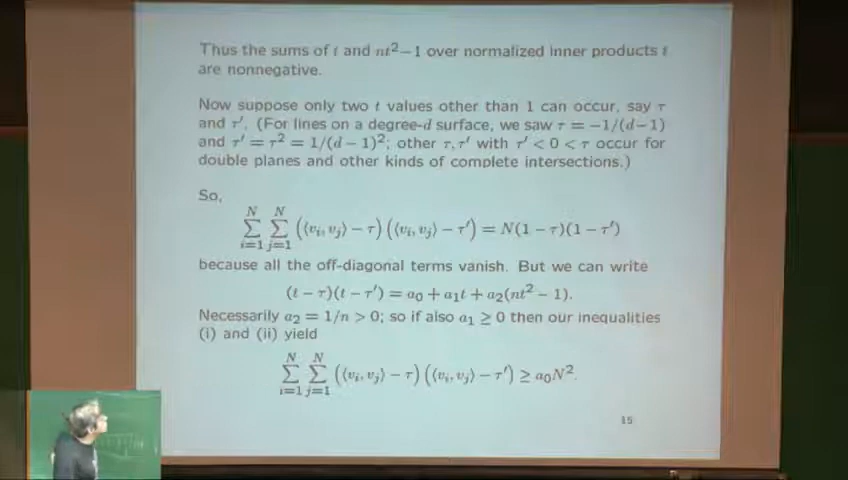 Thus the sums of t and nt² − 1 over normalized inner products t
are nonnegative.
Now suppose only two t values other than 1 can occur, say τ
and τ′. (For lines on a degree-d surface, we saw τ = −1/(d−1)
and τ′ = τ² = 1/(d − 1)²; other τ, τ′ with τ′ < 0 < τ occur for
double planes and other kinds of complete intersections.)
So,
∑_{i=1}^{N} ∑_{j=1}^{N} (⟨v_i, v_j⟩ − τ) (⟨v_i, v_j⟩ − τ′) = N(1 − τ)(1 − τ′)
because all the off-diagonal terms vanish. But we can write
(t − τ)(t − τ′) = a₀ + a₁t + a₂(nt² − 1).
Necessarily a₂ = 1/n > 0; so if also a₁ ≥ 0 then our inequalities
(i) and (ii) yield
∑_{i=1}^{N} ∑_{j=1}^{N} (⟨v_i, v_j⟩ − τ) (⟨v_i, v_j⟩ − τ′) ≥ a₀N².
15